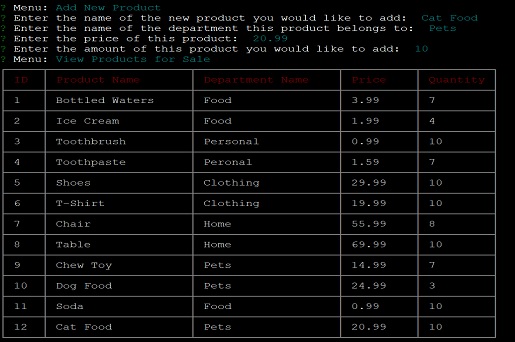 ? Menu: Add New Product
? Enter the name of the new product you would like to add: Cat Food
? Enter the name of the department this product belongs to: Pets
? Enter the price of this product: 20.99
? Enter the amount of this product you would like to add: 10
? Menu: View Products for Sale
ID Product Name Department Name Price Quantity
1 Bottled Waters Food 3.99 7
2 Ice Cream Food 1.99 4
3 Toothbrush Personal 0.99 10
4 Toothpaste Peronal 1.59 7
5 Shoes Clothing 29.99 10
6 T-Shirt Clothing 19.99 10
7 Chair Home 55.99 8
8 Table Home 69.99 10
9 Chew Toy Pets 14.99 7
10 Dog Food Pets 24.99 3
11 Soda Food 0.99 10
12 Cat Food Pets 20.99 10